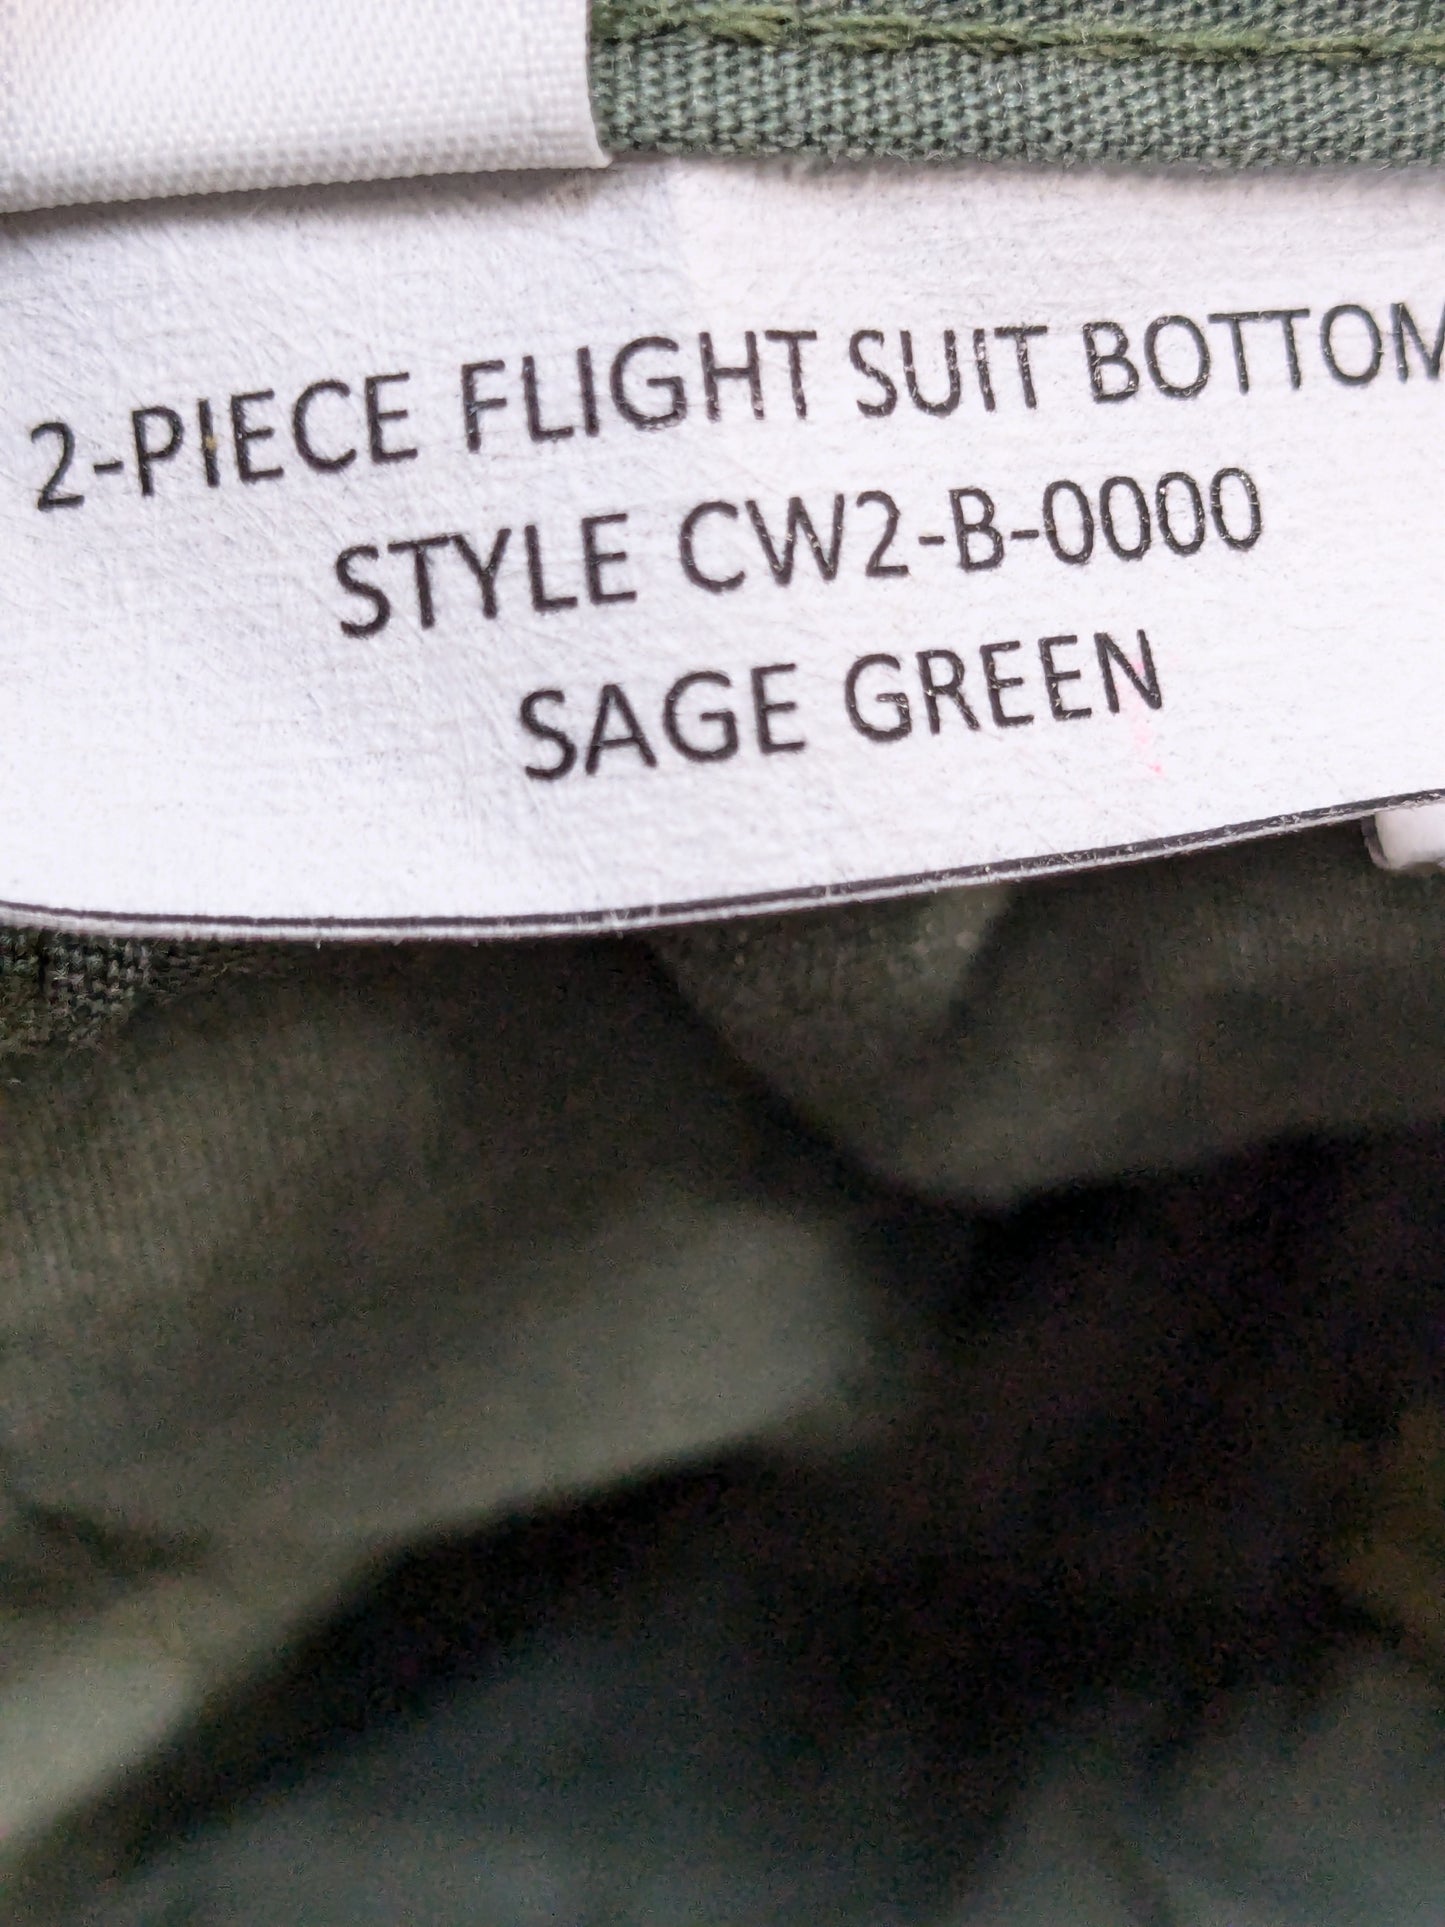 2-PIECE FLIGHT SUIT BOTTOM
STYLE CW2-B-0000
SAGE GREEN